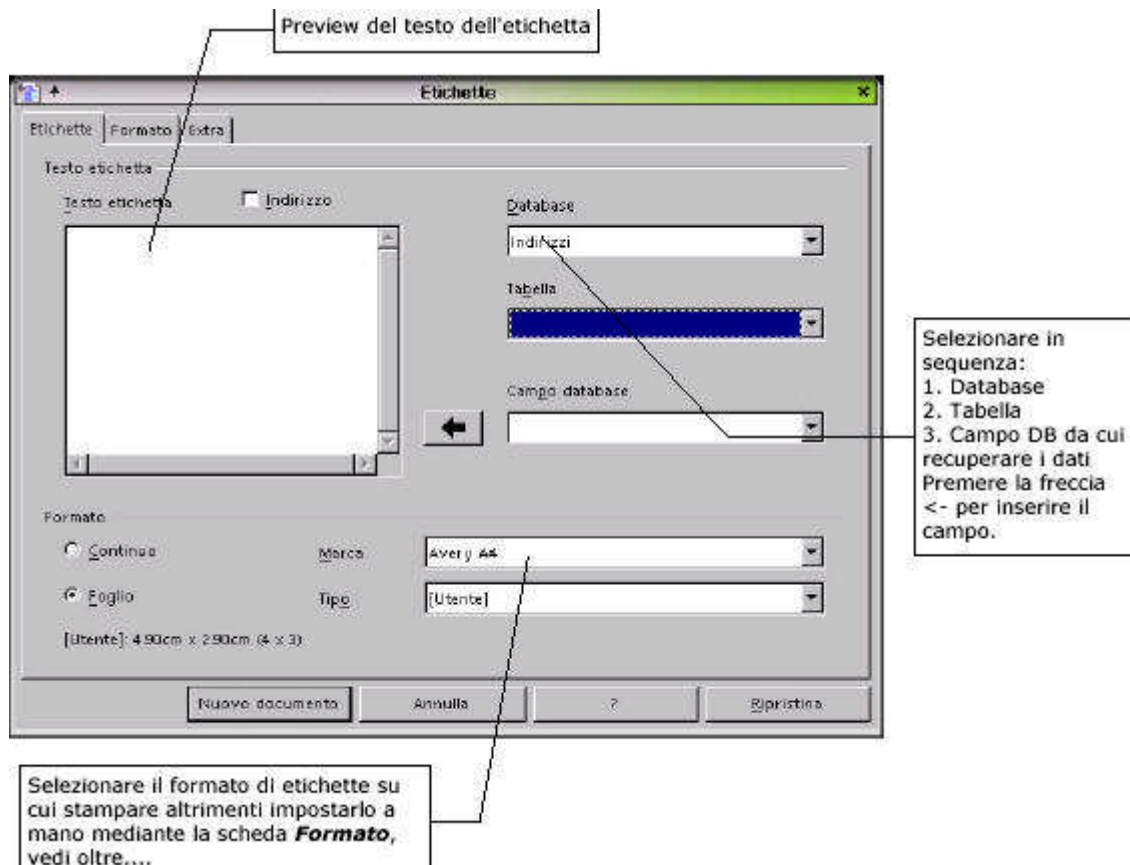 Preview del testo dell'etichetta
Etichette
Etichette Formato Extra
Testo etichetta
Testo etichetta Indirizzo
Database
Indirizzi
Tabella
Campo database
Selezionare in
sequenza:
1. Database
2. Tabella
3. Campo DB da cui
recuperare i dati
Premere la freccia
<- per inserire il
campo.
Formato
Continuo Marca Avery A4
Foglio Tipo [Utente]
[Utente]: 4.90cm x 2.90cm (4 x 3)
Nuovo documento Annulla ? Ripristina
Selezionare il formato di etichette su
cui stampare altrimenti impostarlo a
mano mediante la scheda Formato,
vedi oltre....